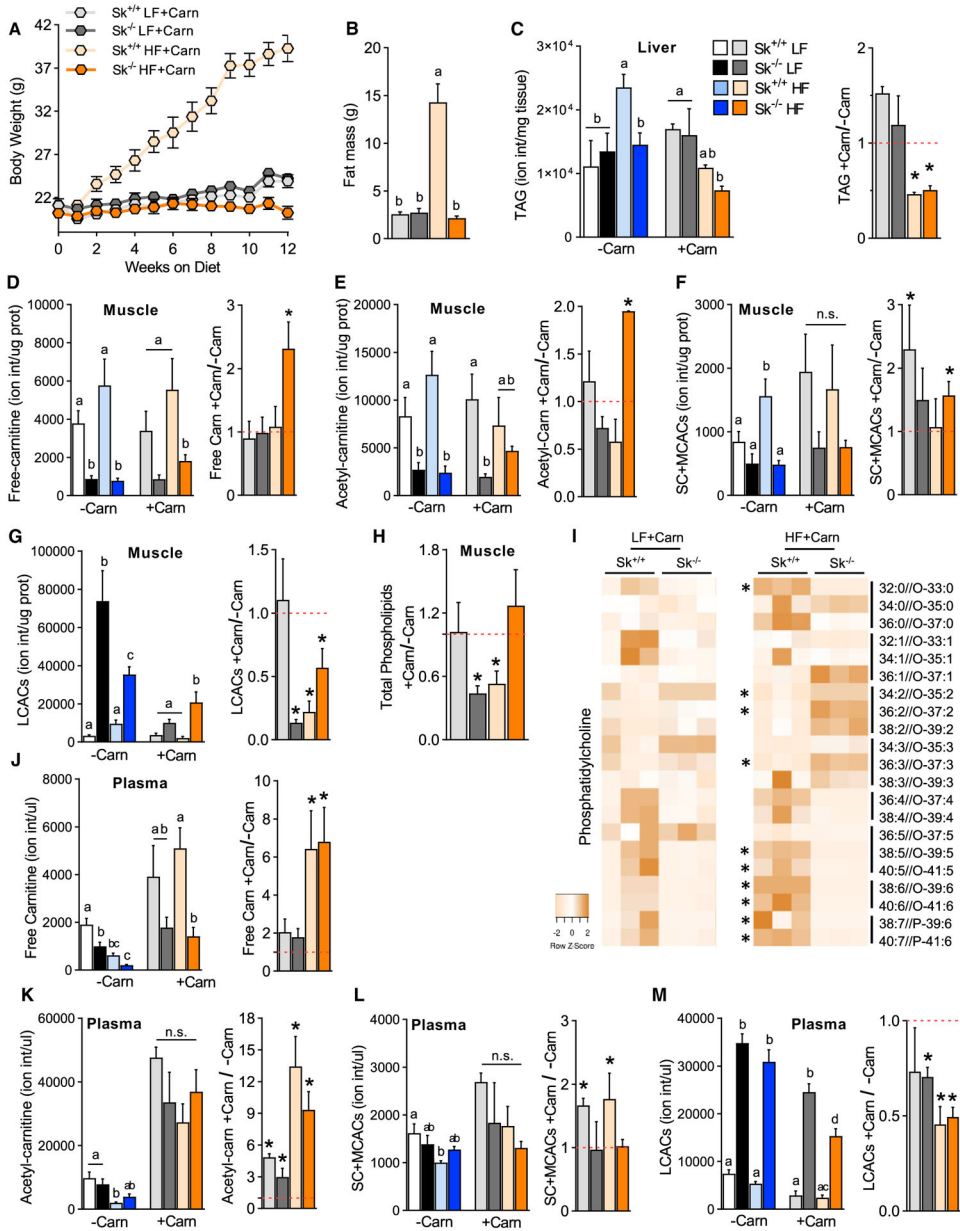 A
Sk+/+ LF+Carn
Sk-/- LF+Carn
Sk+/+ HF+Carn
Sk-/- HF+Carn
Body Weight (g)
42
37
32
27
22
0 2 4 6 8 10 12
Weeks on Diet
B
Fat mass (g)
20
15
10
5
0
b b a b
C
Liver
TAG (ion int/mg tissue)
3×10⁴
2×10⁴
1×10⁴
0
b a b a ab b
-Carn +Carn
Sk+/+ LF
Sk-/- LF
Sk+/+ HF
Sk-/- HF
TAG +Carn/-Carn
2
1
0
* *
D
Muscle
Free-carnitine (ion int/ug prot)
10000
8000
6000
4000
2000
0
a b a b a b b
-Carn +Carn
Free Carn +Carn/-Carn
3
2
1
0
*
E
Muscle
Acetyl-carnitine (ion int/ug prot)
20000
15000
10000
5000
0
a b a b a b ab
-Carn +Carn
Acetyl-Carn +Carn/-Carn
2.0
1.5
1.0
0.5
0.0
*
F
Muscle
SC+MCACs (ion int/ug prot)
3000
2000
1000
0
a a b a n.s.
-Carn +Carn
SC+MCACs +Carn/-Carn
3
2
1
0
* *
G
Muscle
LCACs (ion int/ug prot)
100000
80000
60000
40000
20000
0
a b a c a b
-Carn +Carn
LCACs +Carn/-Carn
1.5
1.0
0.5
0.0
* * *
H
Muscle
Total Phospholipids
+Carn/-Carn
1.8
1.2
0.6
0.0
* *
I
LF+Carn HF+Carn
Sk+/+ Sk-/- Sk+/+ Sk-/-
Phosphatidylcholine
* 32:0//O-33:0
34:0//O-35:0
36:0//O-37:0
32:1//O-33:1
34:1//O-35:1
36:1//O-37:1
* 34:2//O-35:2
* 36:2//O-37:2
38:2//O-39:2
34:3//O-35:3
* 36:3//O-37:3
38:3//O-39:3
36:4//O-37:4
38:4//O-39:4
36:5//O-37:5
* 38:5//O-39:5
* 40:5//O-41:5
* 38:6//O-39:6
* 40:6//O-41:6
* 38:7//P-39:6
* 40:7//P-41:6
-2 0 2
Row Z-Score
J
Plasma
Free Carnitine (ion int/ul)
8000
6000
4000
2000
0
a b bc c ab a b
-Carn +Carn
Free Carn +Carn/-Carn
10
8
6
4
2
0
* *
K
Plasma
Acetyl-carnitine (ion int/ul)
60000
40000
20000
0
a b ab n.s.
-Carn +Carn
Acetyl-carn +Carn / -Carn
18
15
12
9
6
3
0
* * * *
L
Plasma
SC+MCACs (ion int/ul)
4000
3000
2000
1000
0
a ab b ab n.s.
-Carn +Carn
SC+MCACs +Carn / -Carn
3
2
1
0
* *
M
Plasma
LCACs (ion int/ul)
40000
30000
20000
10000
0
a b a b a b ac d
-Carn +Carn
LCACs +Carn / -Carn
1.0
0.5
0.0
* * *